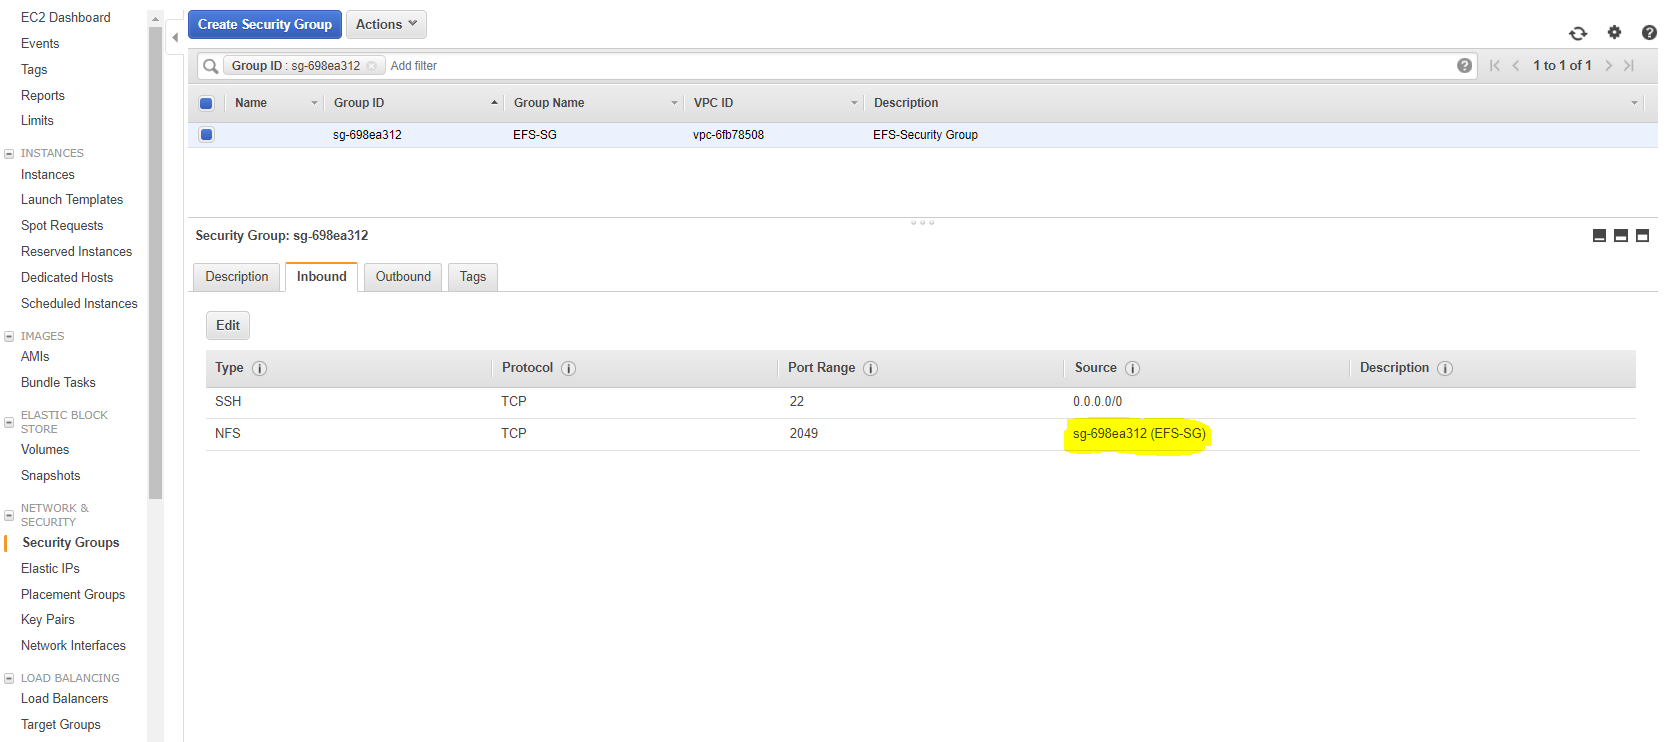 EC2 Dashboard
Events
Tags
Reports
Limits
INSTANCES
Instances
Launch Templates
Spot Requests
Reserved Instances
Dedicated Hosts
Scheduled Instances
IMAGES
AMIs
Bundle Tasks
ELASTIC BLOCK
STORE
Volumes
Snapshots
NETWORK &
SECURITY
Security Groups
Elastic IPs
Placement Groups
Key Pairs
Network Interfaces
LOAD BALANCING
Load Balancers
Target Groups
Create Security Group Actions
Group ID : sg-698ea312 Add filter 1 to 1 of 1
Name Group ID Group Name VPC ID Description
sg-698ea312 EFS-SG vpc-6fb78508 EFS-Security Group
Security Group: sg-698ea312
Description Inbound Outbound Tags
Edit
Type Protocol Port Range Source Description
SSH TCP 22 0.0.0.0/0
NFS TCP 2049 sg-698ea312 (EFS-SG)